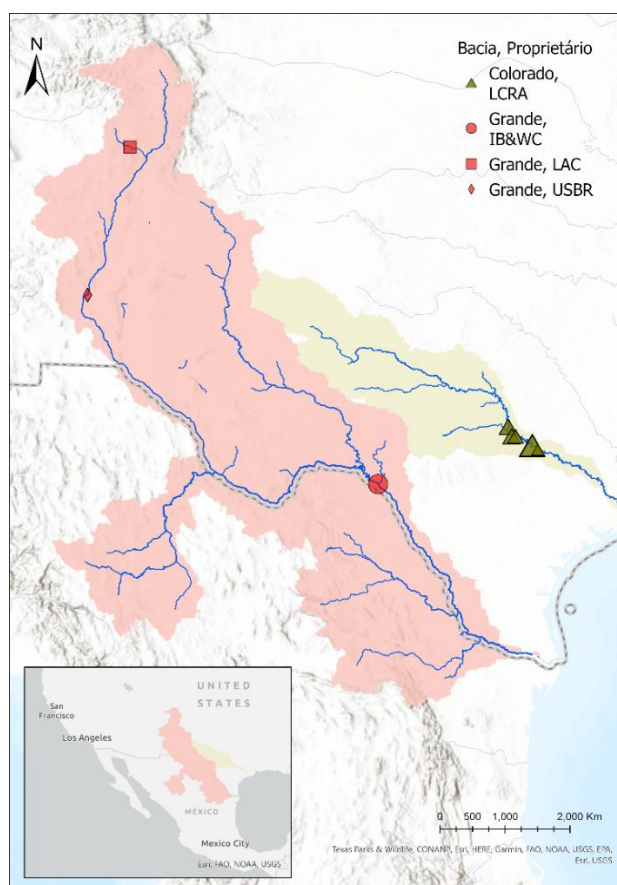 N
Bacia, Proprietário
Colorado,
LCRA
Grande,
IB&WC
Grande, LAC
Grande, USBR
UNITED
STATES
San
Francisco
Los Angeles
MÉXICO
Mexico City
Esri, FAO, NOAA, USGS
0 500 1,000 2,000 Km
Texas Parks & Wildlife, CONANP, Esri, HERE, Garmin, FAO, NOAA, USGS, EPA,
Esri, USGS